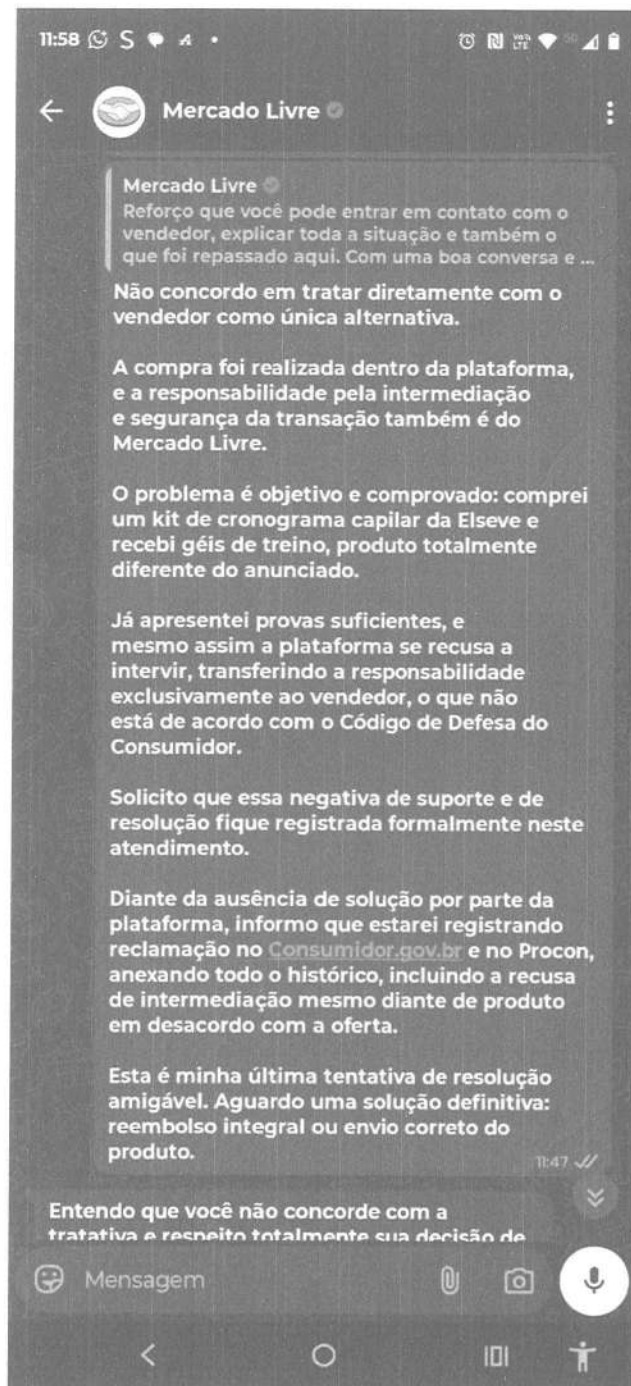 11:58 S
Mercado Livre
Mercado Livre
Reforço que você pode entrar em contato com o
vendedor, explicar toda a situação e também o
que foi repassado aqui. Com uma boa conversa e ...
Não concordo em tratar diretamente com o
vendedor como única alternativa.
A compra foi realizada dentro da plataforma,
e a responsabilidade pela intermediação
e segurança da transação também é do
Mercado Livre.
O problema é objetivo e comprovado: comprei
um kit de cronograma capilar da Elseve e
recebi géis de treino, produto totalmente
diferente do anunciado.
Já apresentei provas suficientes, e
mesmo assim a plataforma se recusa a
intervir, transferindo a responsabilidade
exclusivamente ao vendedor, o que não
está de acordo com o Código de Defesa do
Consumidor.
Solicito que essa negativa de suporte e de
resolução fique registrada formalmente neste
atendimento.
Diante da ausência de solução por parte da
plataforma, informo que estarei registrando
reclamação no Consumidor.gov.br e no Procon,
anexando todo o histórico, incluindo a recusa
de intermediação mesmo diante de produto
em desacordo com a oferta.
Esta é minha última tentativa de resolução
amigável. Aguardo uma solução definitiva:
reembolso integral ou envio correto do
produto.
11:47
Entendo que você não concorde com a
tratativa e respeito totalmente sua decisão de
Mensagem